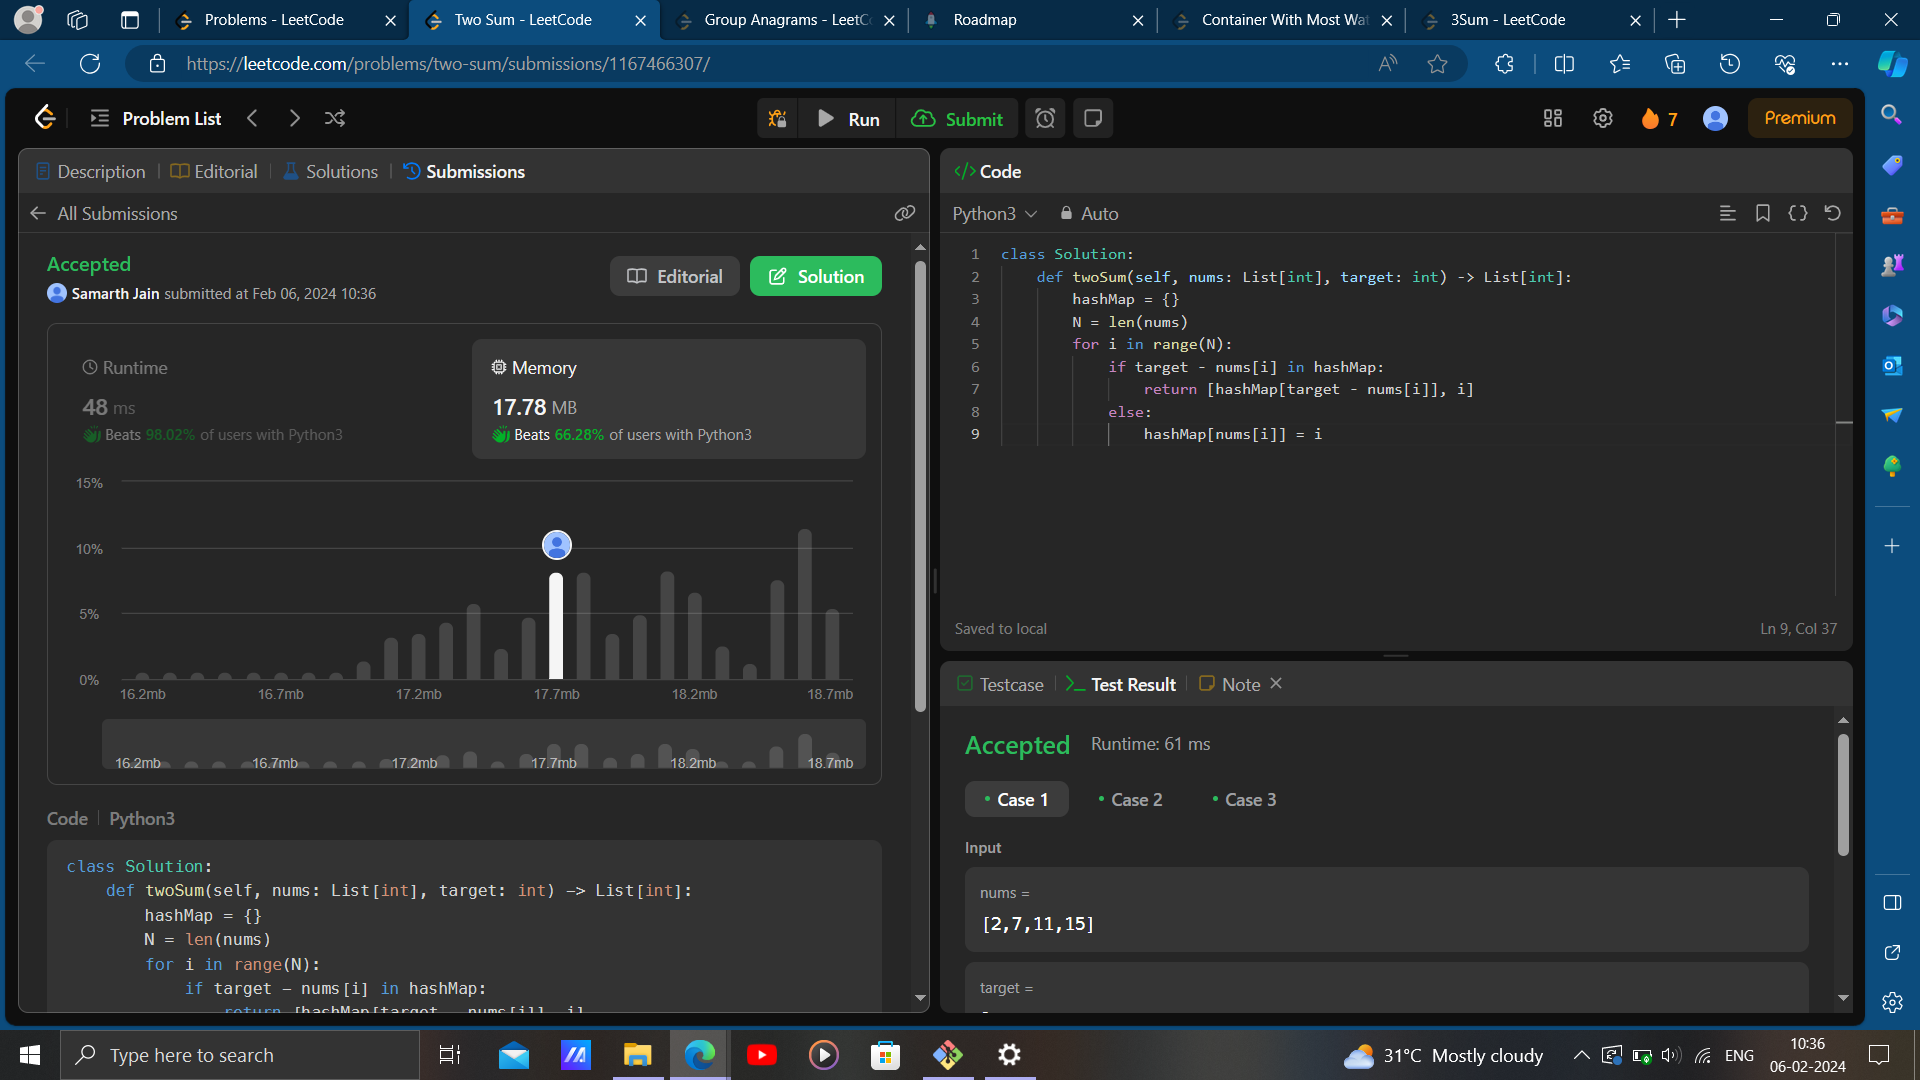 Problems - LeetCode
Two Sum - LeetCode
Group Anagrams - LeetC
Roadmap
Container With Most Wat
3Sum - LeetCode
https://leetcode.com/problems/two-sum/submissions/1167466307/
Problem List
Run
Submit
7
Premium
Description
Editorial
Solutions
Submissions
All Submissions
Accepted
Samarth Jain submitted at Feb 06, 2024 10:36
Editorial
Solution
Runtime
48 ms
Beats 98.02% of users with Python3
Memory
17.78 MB
Beats 66.28% of users with Python3
15%
10%
5%
0%
16.2mb 16.7mb 17.2mb 17.7mb 18.2mb 18.7mb
16.2mb 16.7mb 17.2mb 17.7mb 18.2mb 18.7mb
Code
Python3
class Solution:
def twoSum(self, nums: List[int], target: int) -> List[int]:
hashMap = {}
N = len(nums)
for i in range(N):
if target - nums[i] in hashMap:
return [hashMap[target - nums[i]], i]
Code
Python3
Auto
1 class Solution:
2 def twoSum(self, nums: List[int], target: int) -> List[int]:
3 hashMap = {}
4 N = len(nums)
5 for i in range(N):
6 if target - nums[i] in hashMap:
7 return [hashMap[target - nums[i]], i]
8 else:
9 hashMap[nums[i]] = i
Saved to local
Ln 9, Col 37
Testcase
Test Result
Note
Accepted
Runtime: 61 ms
Case 1
Case 2
Case 3
Input
nums =
[2,7,11,15]
target =
Type here to search
31°C Mostly cloudy
ENG
10:36
06-02-2024